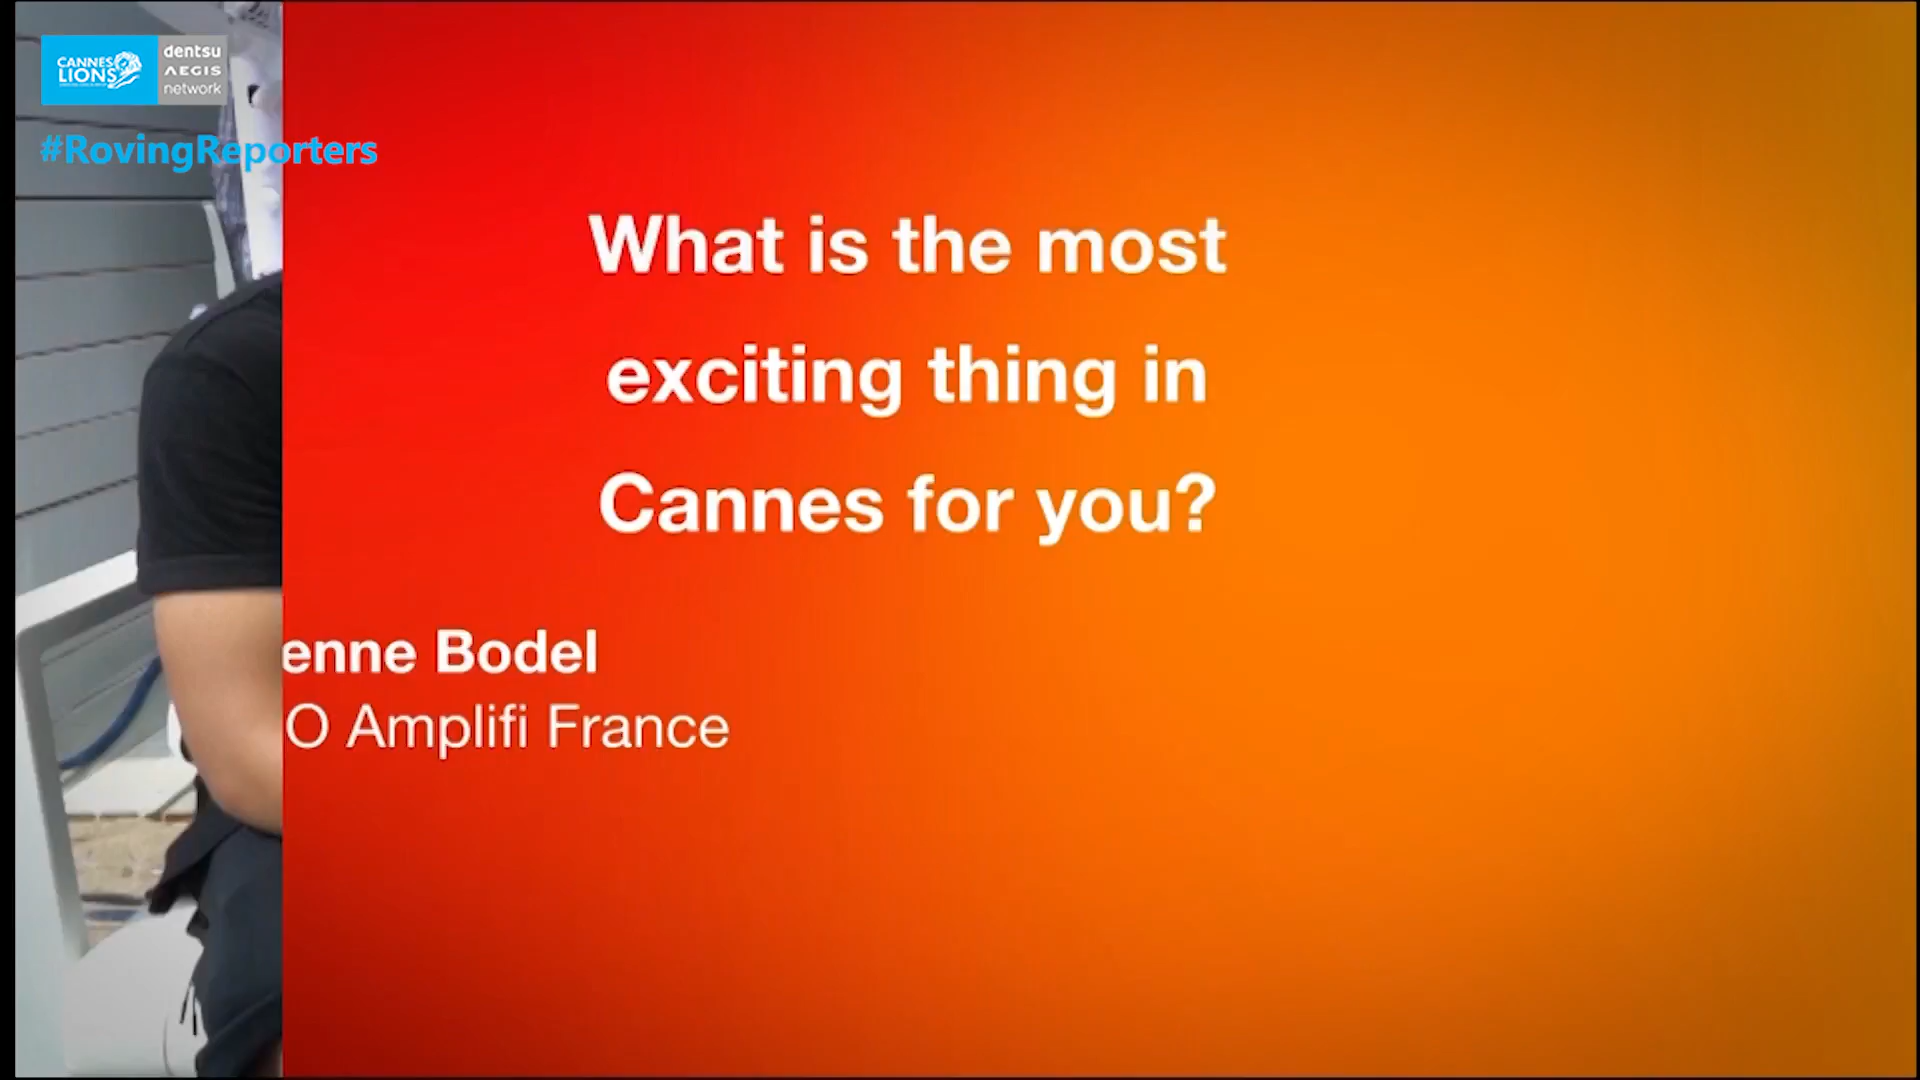 CANNES
LIONS
dentsu
AEGIS
network
#RovingReporters
What is the most
exciting thing in
Cannes for you?
enne Bodel
O Amplifi France